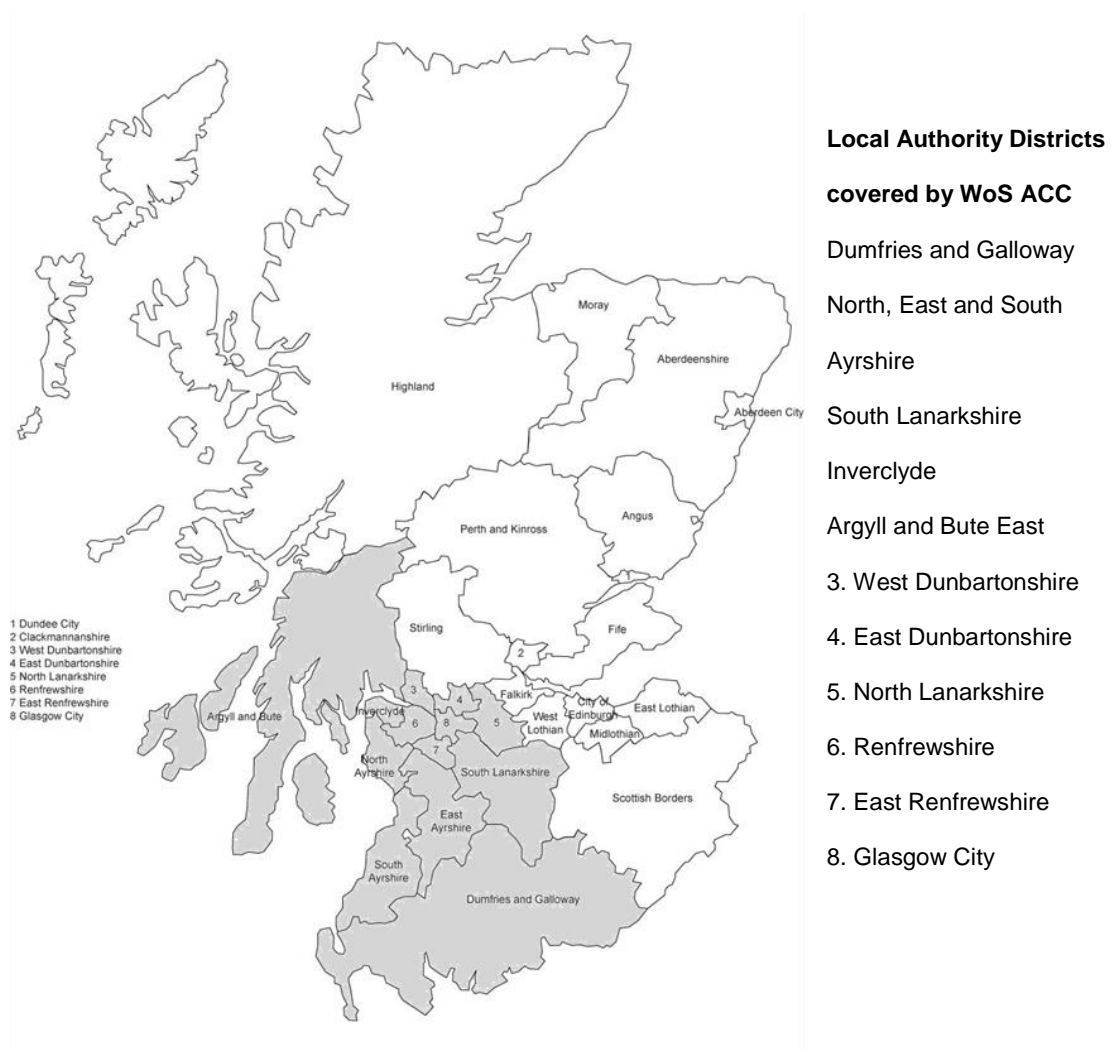 Moray
Aberdeenshire
Highland
Aberdeen City
Angus
Perth and Kinross
1
Stirling
Fife
2
1 Dundee City
2 Clackmannanshire
3 West Dunbartonshire
4 East Dunbartonshire
5 North Lanarkshire
6 Renfrewshire
7 East Renfrewshire
8 Glasgow City
Argyll and Bute
Inverclyde
3
4
5
6
8
7
Falkirk
West
Lothian
City of
Edinburgh
East Lothian
Midlothian
North
Ayrshire
South Lanarkshire
Scottish Borders
East
Ayrshire
South
Ayrshire
Dumfries and Galloway
Local Authority Districts
covered by WoS ACC
Dumfries and Galloway
North, East and South
Ayrshire
South Lanarkshire
Inverclyde
Argyll and Bute East
3. West Dunbartonshire
4. East Dunbartonshire
5. North Lanarkshire
6. Renfrewshire
7. East Renfrewshire
8. Glasgow City